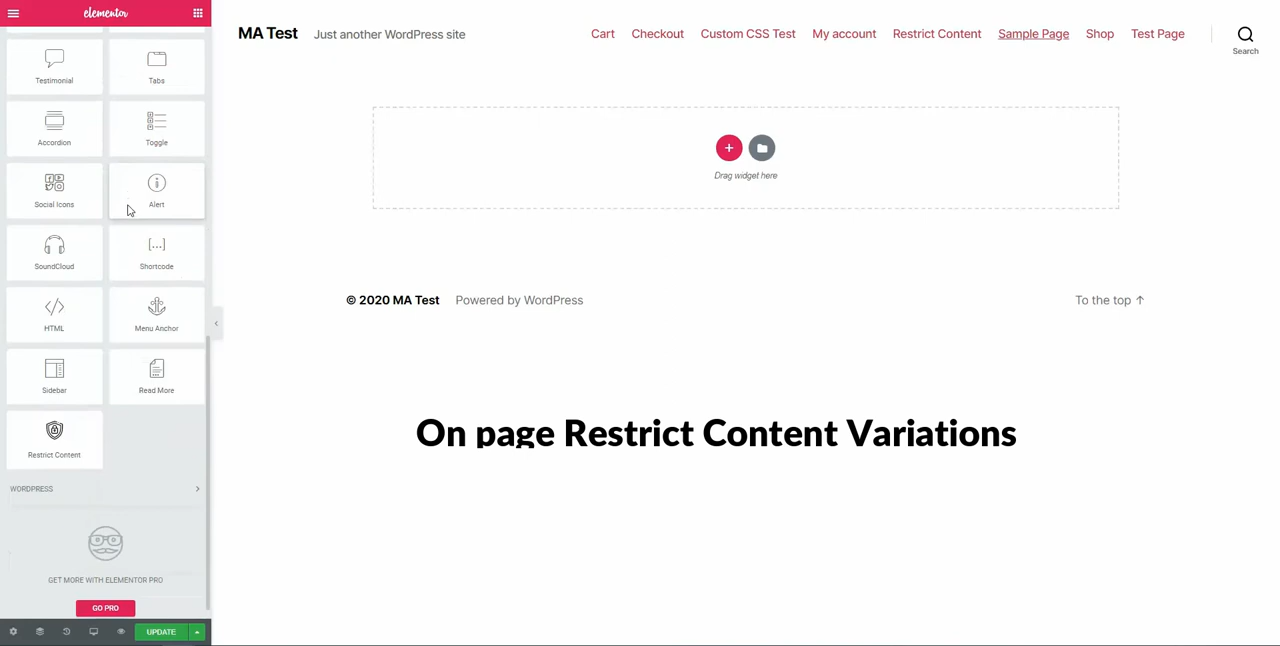 elementor
Testimonial
Tabs
Accordion
Toggle
Social Icons
Alert
SoundCloud
[...]
Shortcode
HTML
Menu Anchor
Sidebar
Read More
Restrict Content
WORDPRESS
GET MORE WITH ELEMENTOR PRO
GO PRO
UPDATE
MA Test Just another WordPress site
Cart Checkout Custom CSS Test My account Restrict Content Sample Page Shop Test Page
Search
Drag widget here
© 2020 MA Test Powered by WordPress
To the top ↑
On page Restrict Content Variations